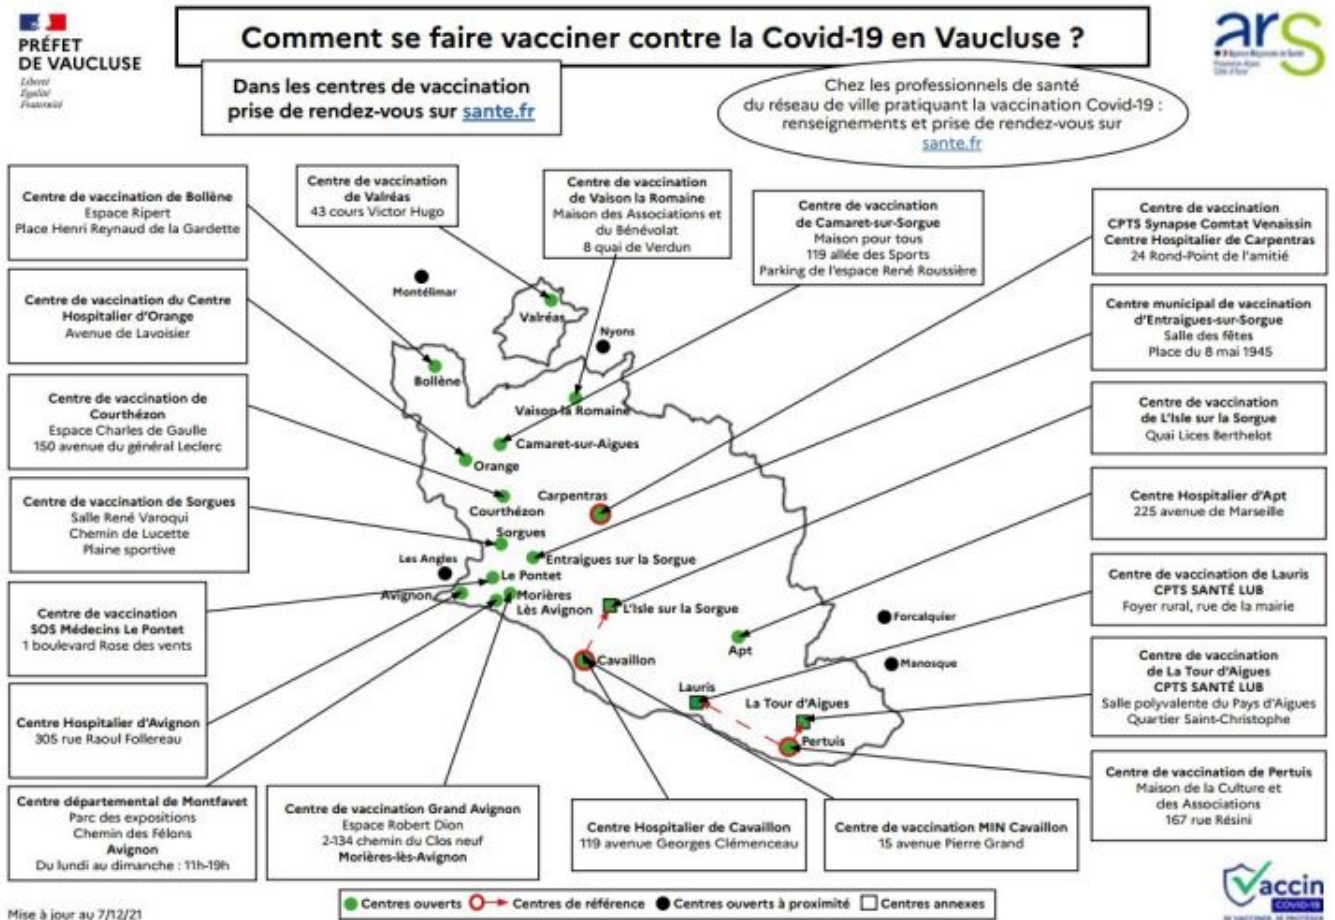 PRÉFET
DE VAUCLUSE
Liberté
Égalité
Fraternité
Comment se faire vacciner contre la Covid-19 en Vaucluse ?
ars
Dans les centres de vaccination
prise de rendez-vous sur sante.fr
Chez les professionnels de santé
du réseau de ville pratiquant la vaccination Covid-19 :
renseignements et prise de rendez-vous sur
sante.fr
Centre de vaccination de Bollène
Espace Ripert
Place Henri Reynaud de la Gardette
Centre de vaccination
de Valréas
43 cours Victor Hugo
Centre de vaccination
de Vaison la Romaine
Maison des Associations et
du Bénévolat
8 quai de Verdun
Centre de vaccination
de Camaret-sur-Sorgue
Maison pour tous
119 allée des Sports
Parking de l'espace René Roussière
Centre de vaccination
CPTS Synapse Comtat Venaissin
Centre Hospitalier de Carpentras
24 Rond-Point de l'amitié
Centre de vaccination du Centre
Hospitalier d'Orange
Avenue de Lavoisier
Centre municipal de vaccination
d'Entraigues-sur-Sorgue
Salle des fêtes
Place du 8 mai 1945
Centre de vaccination de
Courthézon
Espace Charles de Gaulle
150 avenue du général Leclerc
Centre de vaccination
de L'Isle sur la Sorgue
Quai Lices Berthelot
Centre de vaccination de Sorgues
Salle René Varoqui
Chemin de Lucette
Plaine sportive
Centre Hospitalier d'Apt
225 avenue de Marseille
Centre de vaccination
SOS Médecins Le Pontet
1 boulevard Rose des vents
Centre de vaccination de Lauris
CPTS SANTÉ LUB
Foyer rural, rue de la mairie
Centre de vaccination
de La Tour d'Aigues
CPTS SANTÉ LUB
Salle polyvalente du Pays d'Aigues
Quartier Saint-Christophe
Centre Hospitalier d'Avignon
305 rue Raoul Follereau
Centre de vaccination de Pertuis
Maison de la Culture et
des Associations
167 rue Résini
Centre départemental de Montfavet
Parc des expositions
Chemin des Félons
Avignon
Du lundi au dimanche : 11h-19h
Centre de vaccination Grand Avignon
Espace Robert Dion
2-134 chemin du Clos neuf
Morières-lès-Avignon
Centre Hospitalier de Cavaillon
119 avenue Georges Clémenceau
Centre de vaccination MIN Cavaillon
15 avenue Pierre Grand
Montélimar
Valréas
Nyons
Bollène
Vaison la Romaine
Camaret-sur-Aigues
Orange
Carpentras
Courthézon
Sorgues
Les Angles
Entraigues sur la Sorgue
Le Pontet
Avignon
Morières
Lès Avignon
L'Isle sur la Sorgue
Forcalquier
Apt
Cavaillon
Manosque
Lauris
La Tour d'Aigues
Pertuis
Centres ouverts
Centres de référence
Centres ouverts à proximité
Centres annexes
Mise à jour au 7/12/21
Vaccin
COVID-19